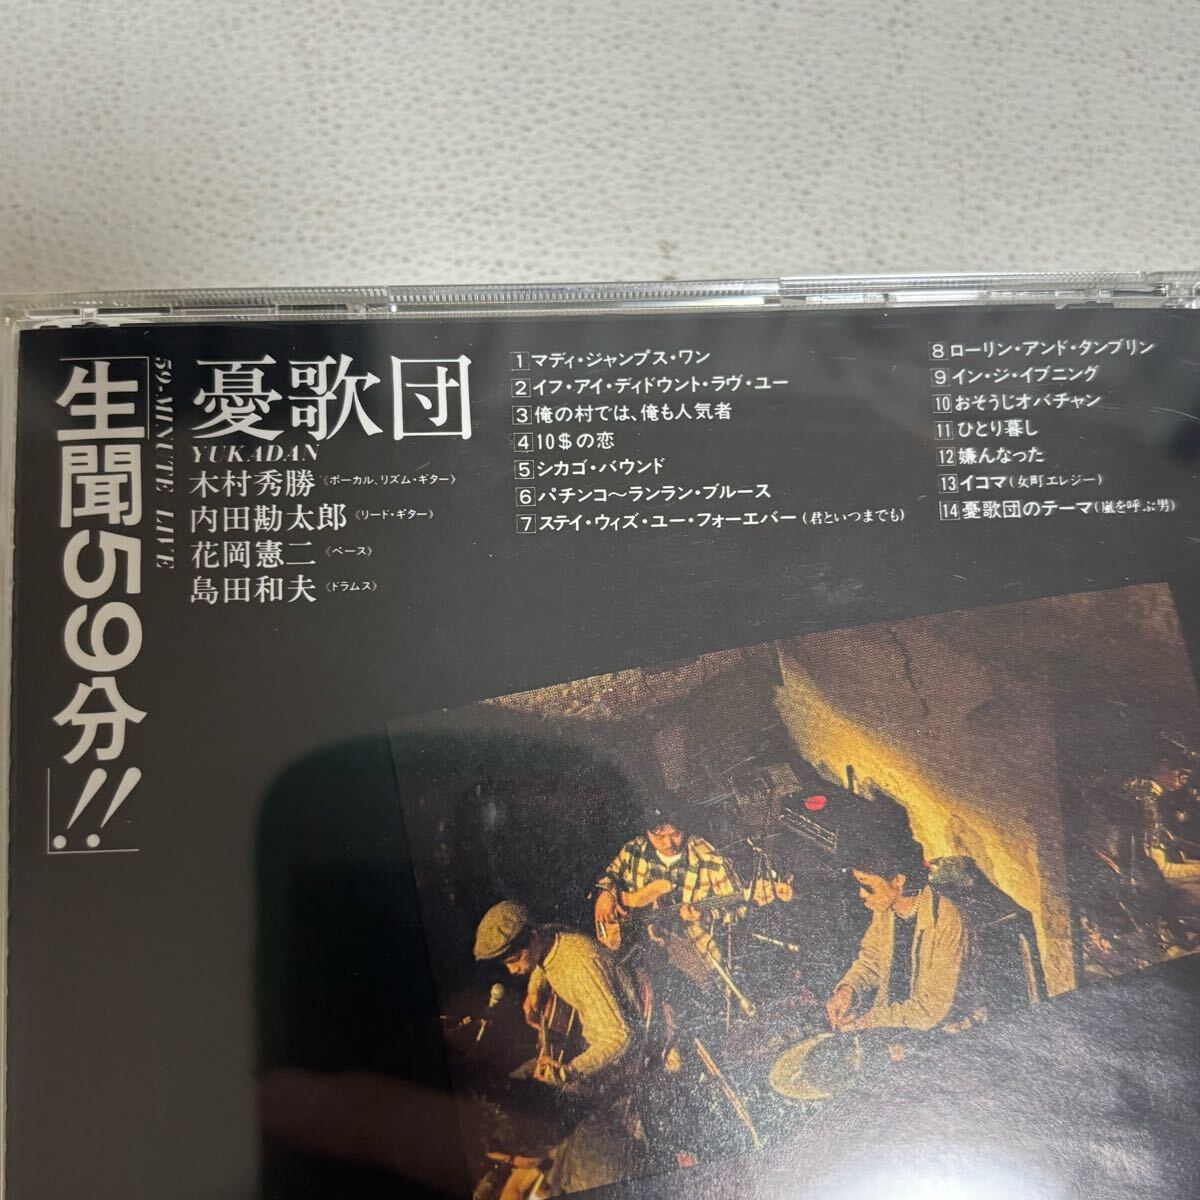 「生聞59分!!」
59-MINUTE LIVE
憂歌団
YUKADAN
木村秀勝《ボーカル、リズム・ギター》
内田勘太郎《リード・ギター》
花岡憲二《ベース》
島田和夫《ドラムス》
1 マディ・ジャンプス・ワン
2 イフ・アイ・ディドウント・ラヴ・ユー
3 俺の村では、俺も人気者
4 10$の恋
5 シカゴ・バウンド
6 パチンコ〜ランラン・ブルース
7 ステイ・ウィズ・ユー・フォーエバー(君といつまでも)
8 ローリン・アンド・タンブリン
9 イン・ジ・イブニング
10 おそうじオバチャン
11 ひとり暮し
12 嫌んなった
13 イコマ(女町エレジー)
14 憂歌団のテーマ(嵐を呼ぶ男)